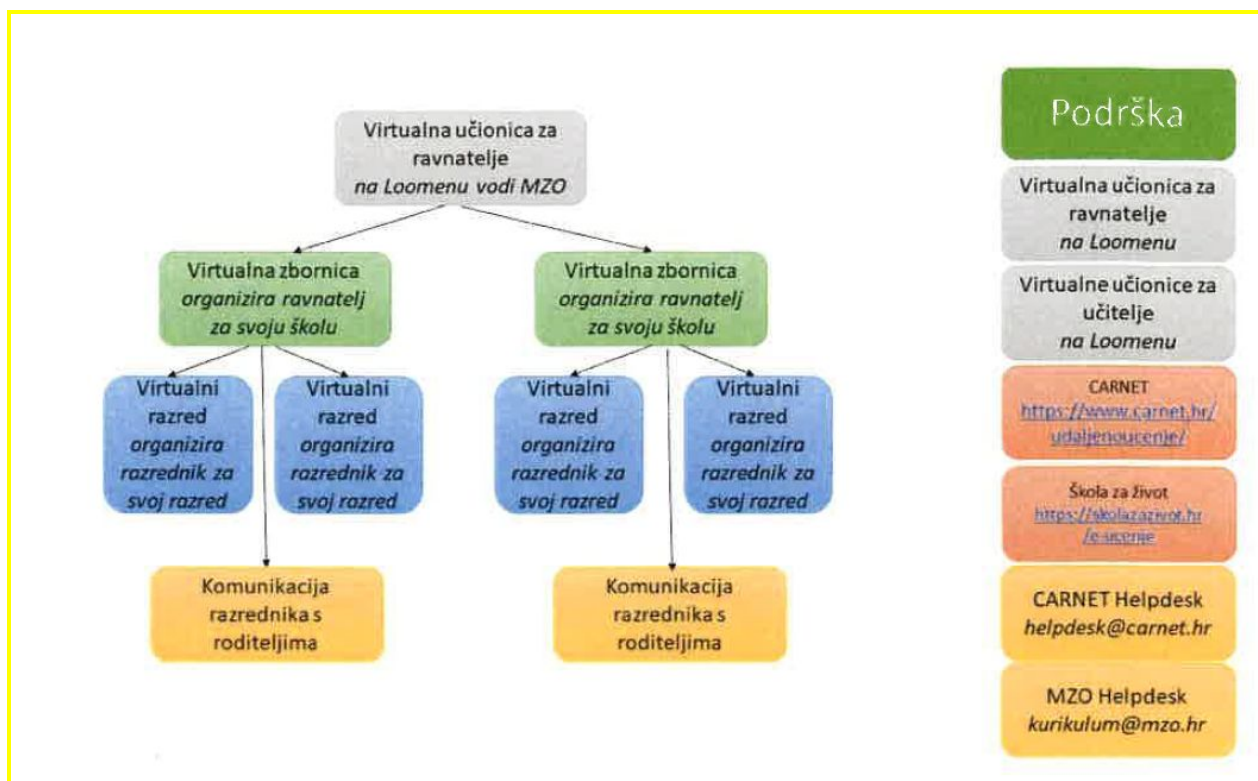 Virtualna učionica za
ravnatelje
na Loomenu vodi MZO
Virtualna zbornica
organizira ravnatelj
za svoju školu
Virtualna zbornica
organizira ravnatelj
za svoju školu
Virtualni
razred
organizira
razrednik za
svoj razred
Virtualni
razred
organizira
razrednik za
svoj razred
Virtualni
razred
organizira
razrednik za
svoj razred
Virtualni
razred
organizira
razrednik za
svoj razred
Komunikacija
razrednika s
roditeljima
Komunikacija
razrednika s
roditeljima
Podrška
Virtualna učionica za
ravnatelje
na Loomenu
Virtualne učionice za
učitelje
na Loomenu
CARNET
https://www.carnet.hr/
udaljenoucenje/
Škola za život
https://skolazazivot.hr
/e-ucenje
CARNET Helpdesk
helpdesk@carnet.hr
MZO Helpdesk
kurikulum@mzo.hr